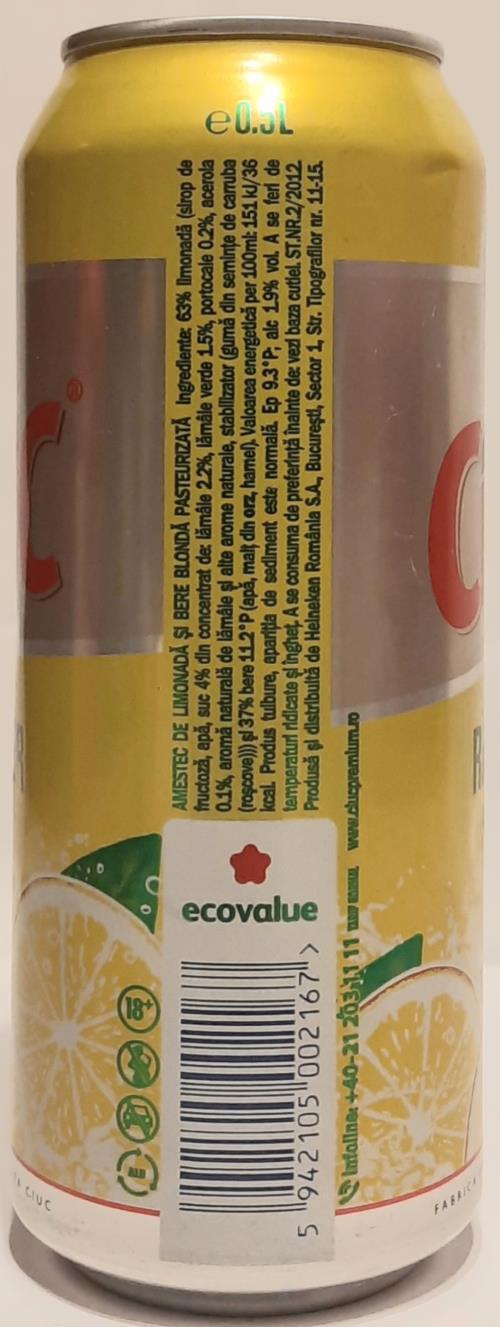 ℮0.5L
AMESTEC DE LIMONADĂ ȘI BERE BLONDĂ PASTEURIZATĂ Ingrediente: 63% limonadă (sirop de
fructoză, apă, suc 4% din concentrat de: lămâie 2.2%, lămâie verde 1.5%, portocale 0.2%, acerola
0.1%, aromă naturală de lămâie și alte arome naturale, stabilizator (gumă din semințe de carruba
(roșcove))) și 37% bere 11.2°P (apă, malț din orz, hamei). Valoarea energetică per 100ml: 151 kJ/36
kcal. Produs tulbure, apariția de sediment este normală. Ep 9.3°P; alc 1.9% vol. A se feri de
temperaturi ridicate și îngheț. A se consuma de preferință înainte de: vezi baza cutiei. ST.NR.2/2012
Produsă și distribuită de Heineken România S.A., București, Sector 1, Str. Tipografilor nr. 11-15.
ecovalue
5 942105 002167 >
Infoline: +40-21 203 11 11 www.ciucpremium.ro
C®
C
R
18+
CIUC
FABRICA